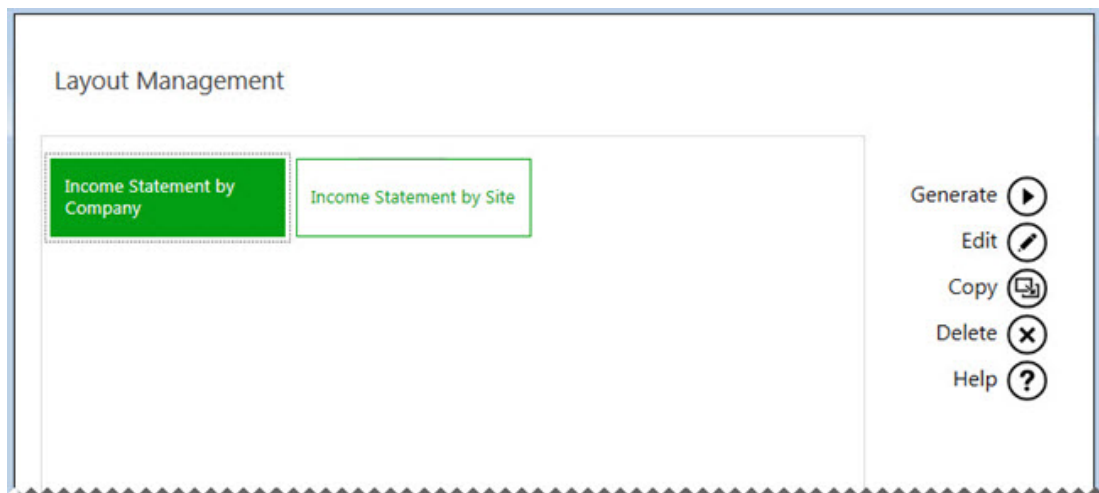 Layout Management
Income Statement by
Company
Income Statement by Site
Generate
Edit
Copy
Delete
Help